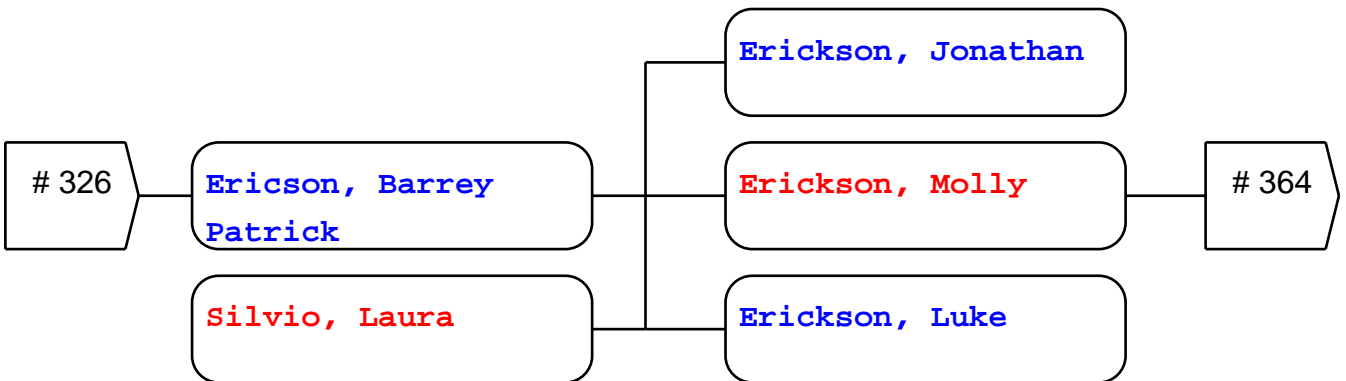 Erickson, Jonathan
# 326
Ericson, Barrey
Patrick
Erickson, Molly
# 364
Silvio, Laura
Erickson, Luke